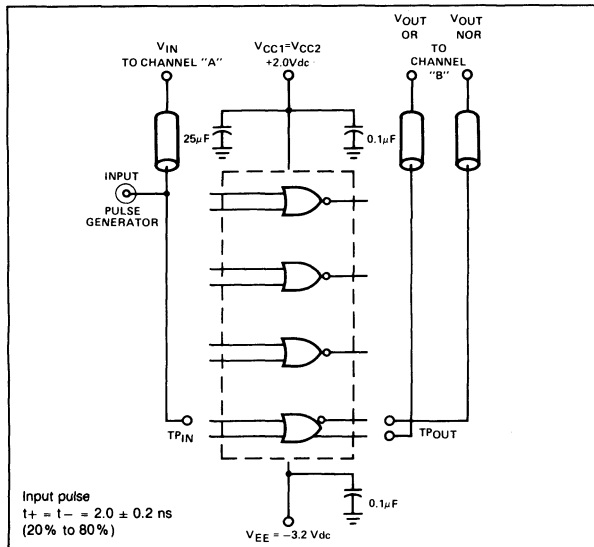 VIN
TO CHANNEL "A"
VCC1=VCC2
+2.0Vdc
VOUT
OR
VOUT
NOR
TO
CHANNEL
"B"
25μF
0.1μF
INPUT
PULSE
GENERATOR
TPIN
TPOUT
Input pulse
t+ = t− = 2.0 ± 0.2 ns
(20% to 80%)
0.1μF
VEE = −3.2 Vdc